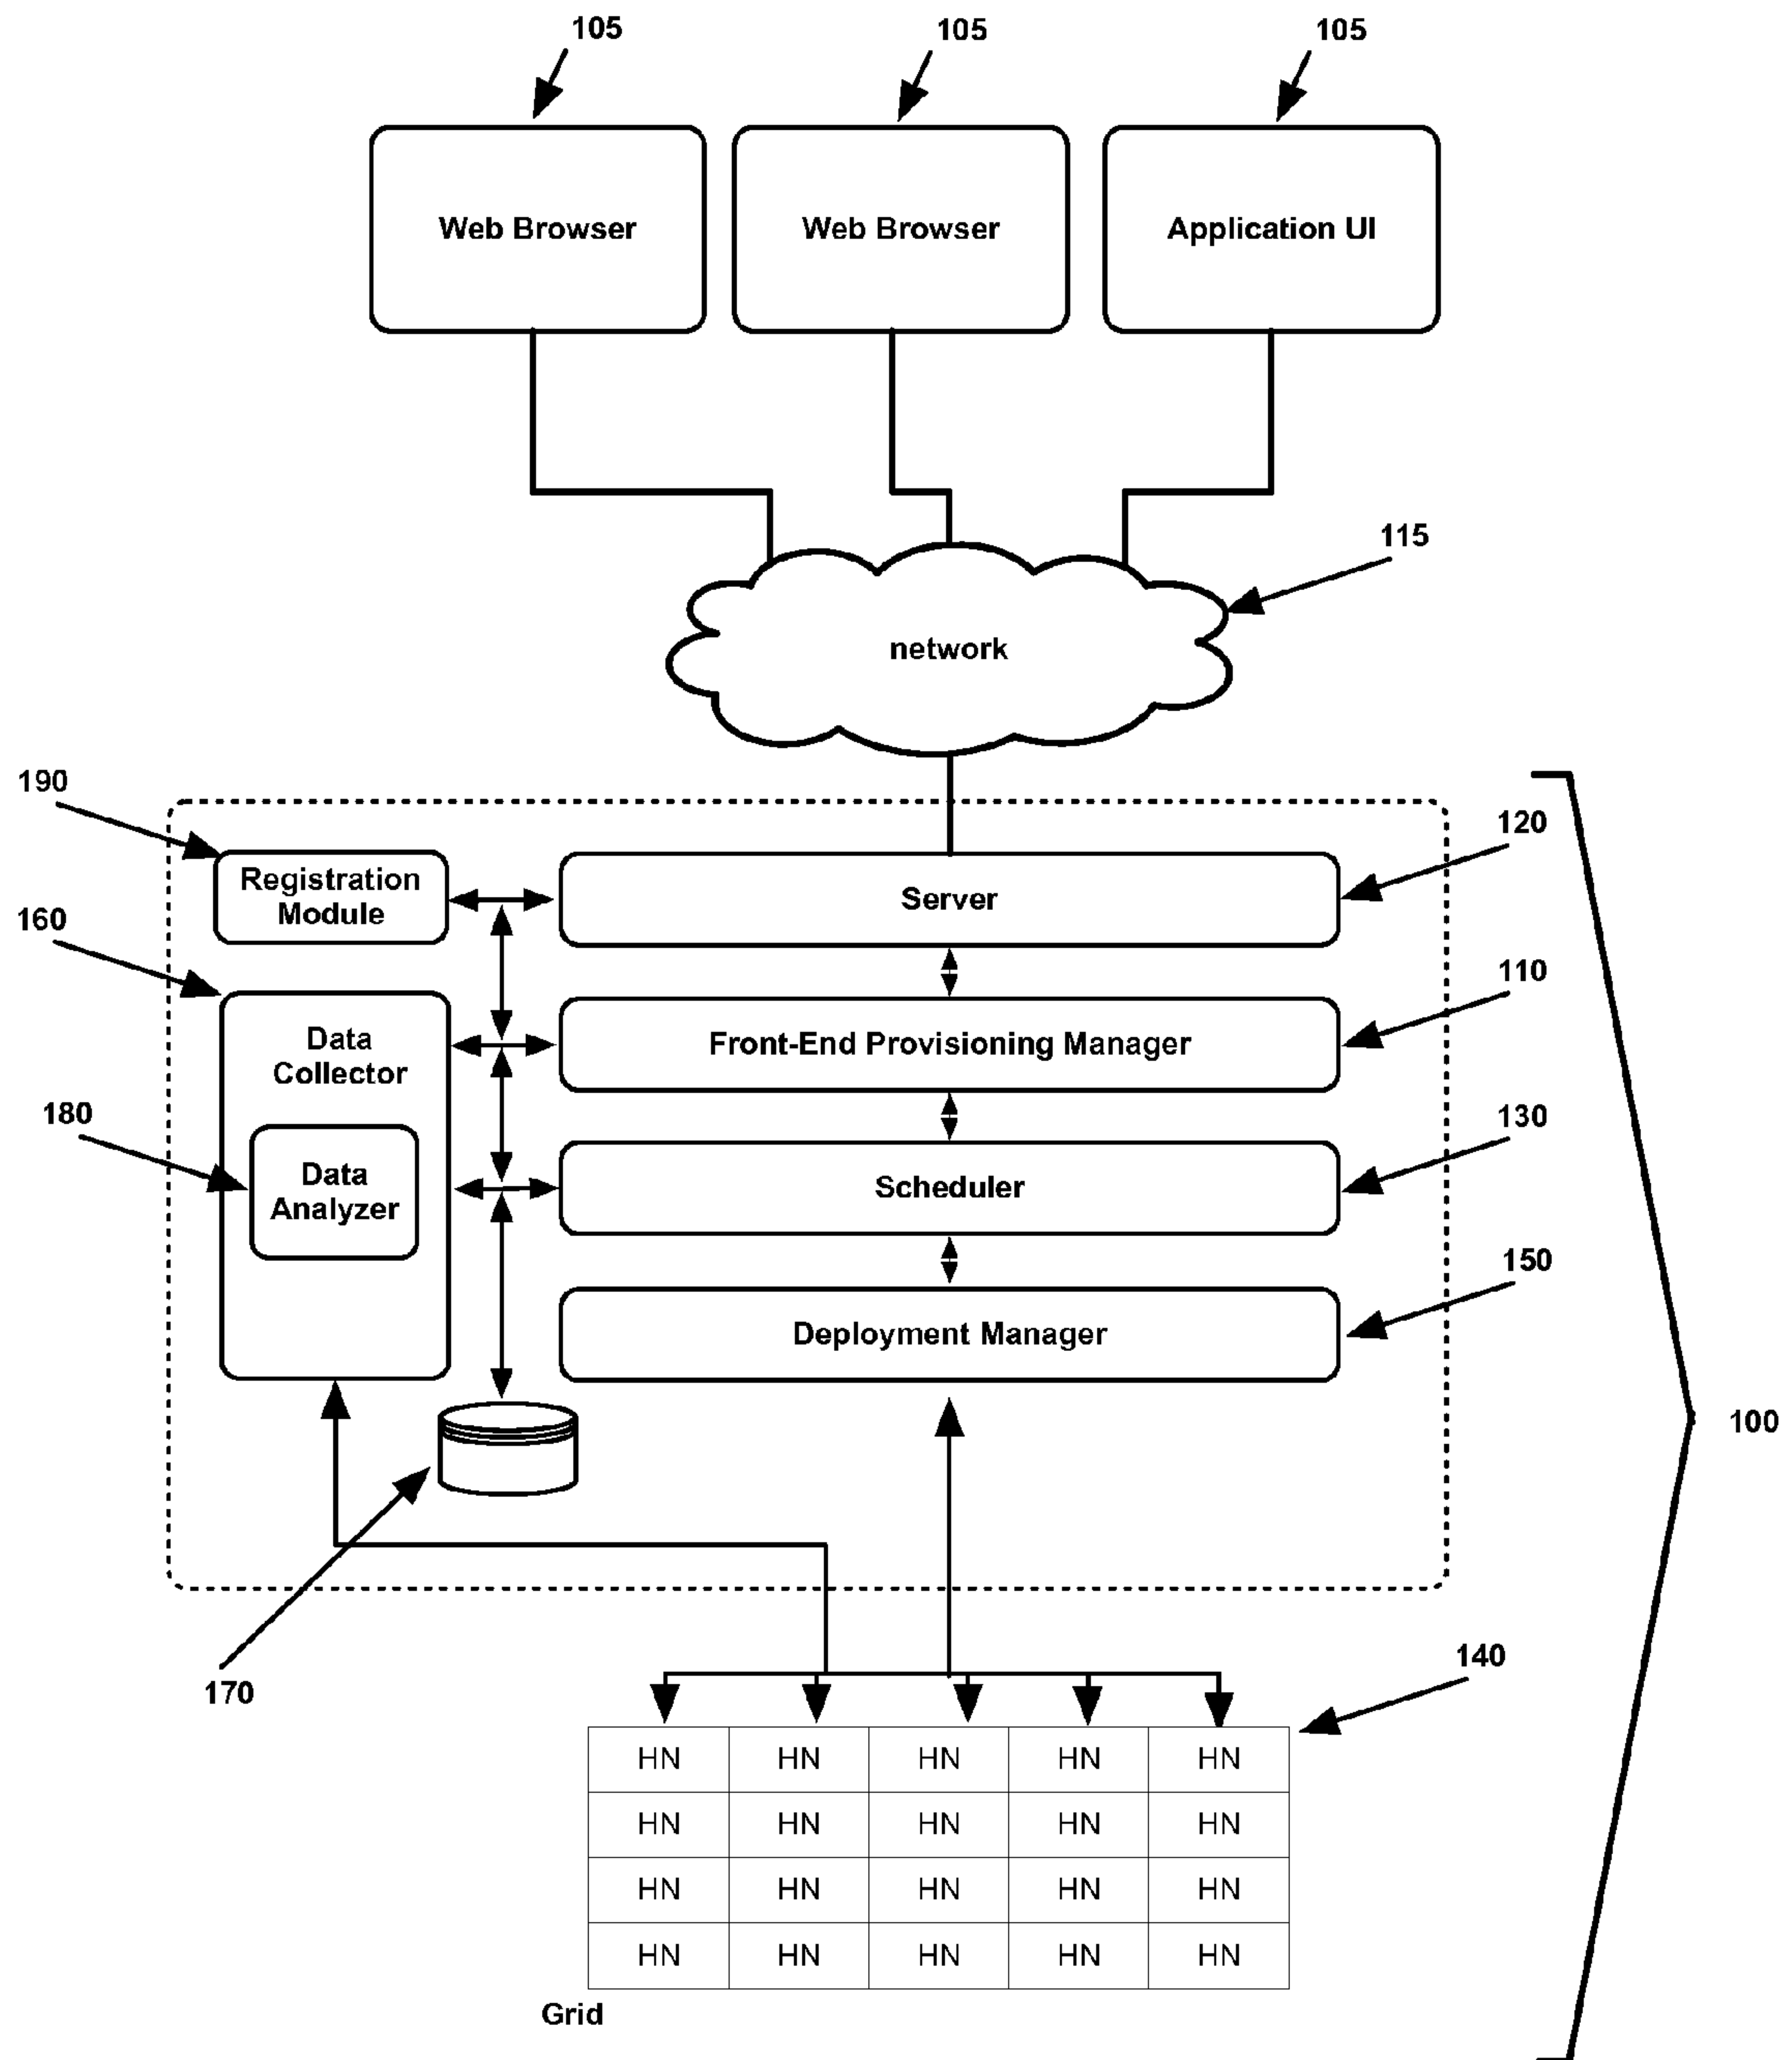 105
105
105
Web Browser
Web Browser
Application UI
115
network
190
120
Registration
Module
Server
160
110
Data
Collector
Front-End Provisioning Manager
180
130
Data
Analyzer
Scheduler
150
Deployment Manager
100
170
140
HN HN HN HN HN
HN HN HN HN HN
HN HN HN HN HN
HN HN HN HN HN
Grid